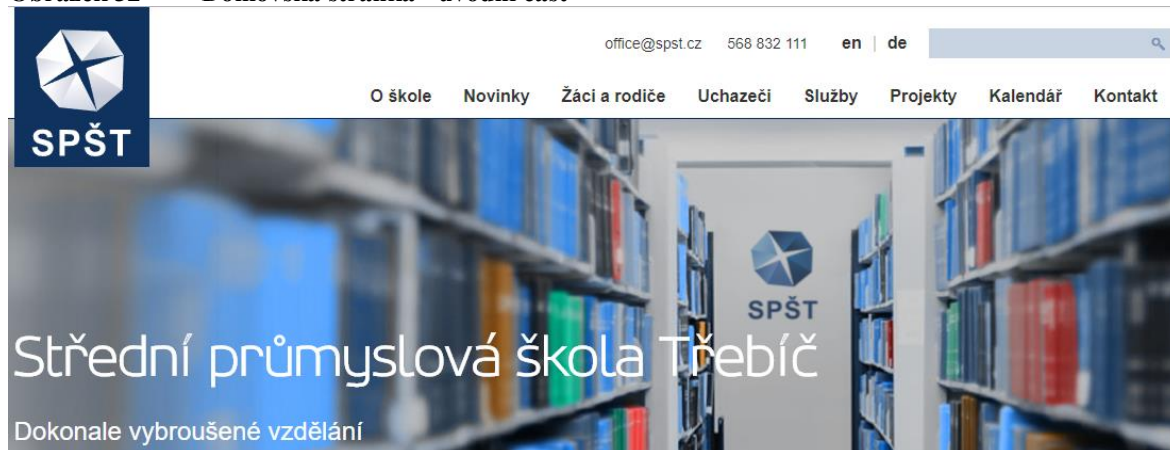 office@spst.cz 568 832 111 en | de
O škole Novinky Žáci a rodiče Uchazeči Služby Projekty Kalendář Kontakt
SPŠT
SPŠT
Střední průmyslová škola Třebíč
Dokonale vybroušené vzdělání